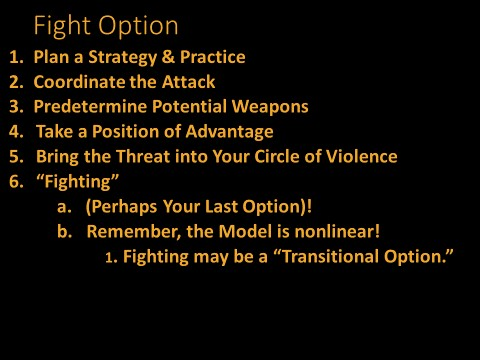 Fight Option
1. Plan a Strategy & Practice
2. Coordinate the Attack
3. Predetermine Potential Weapons
4. Take a Position of Advantage
5. Bring the Threat into Your Circle of Violence
6. “Fighting”
a. (Perhaps Your Last Option)!
b. Remember, the Model is nonlinear!
1. Fighting may be a “Transitional Option.”